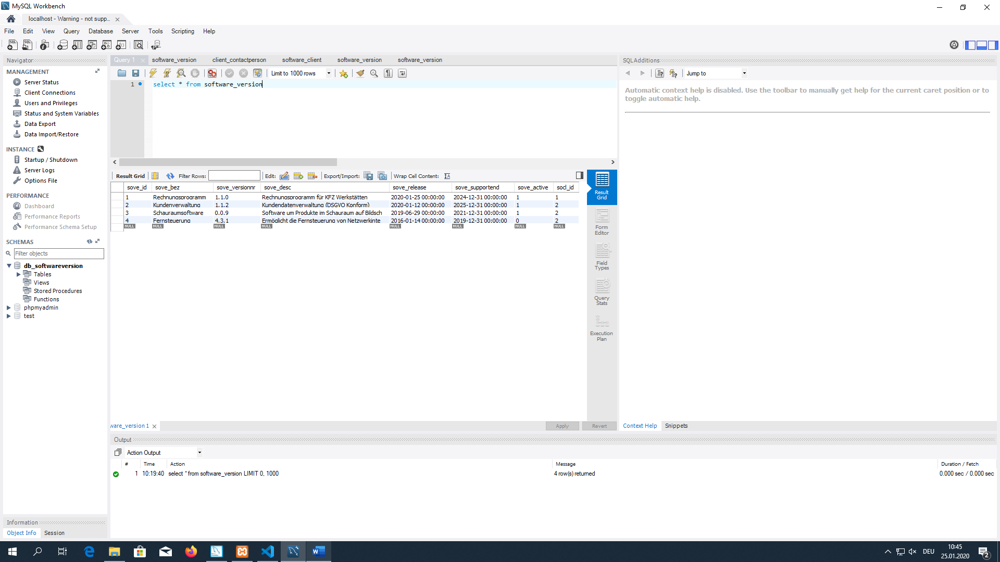 MySQL Workbench
localhost - Warning - not supp...
File Edit View Query Database Server Tools Scripting Help
Navigator
MANAGEMENT
Server Status
Client Connections
Users and Privileges
Status and System Variables
Data Export
Data Import/Restore
INSTANCE
Startup / Shutdown
Server Logs
Options File
PERFORMANCE
Dashboard
Performance Reports
Performance Schema Setup
SCHEMAS
Filter objects
db_softwareversion
Tables
Views
Stored Procedures
Functions
phpmyadmin
test
Information
Object Info Session
Query 1 software_version client_contactperson software_client software_version software_version
Limit to 1000 rows
1 select * from software_version
Result Grid Filter Rows: Edit: Export/Import: Wrap Cell Content:
sove_id sove_bez sove_versionnr sove_desc sove_release sove_supportend sove_active socl_id
1 Rechnungsprogramm 1.1.0 Rechnungsprogramm für KFZ Werkstätten 2020-01-25 00:00:00 2024-12-31 00:00:00 1 1
2 Kundenverwaltung 1.1.2 Kundendatenverwaltung (DSGVO Konform) 2020-01-12 00:00:00 2025-12-31 00:00:00 1 2
3 Schauraumsoftware 0.0.9 Software um Produkte im Schauraum auf Bildsch 2019-06-29 00:00:00 2021-12-31 00:00:00 1 2
4 Fernsteuerung 4.3.1 Ermöglicht die Fernsteuerung von Netzwerkinte 2016-01-14 00:00:00 2019-12-31 00:00:00 0 2
NULL NULL NULL NULL NULL NULL NULL NULL
Result
Grid
Form
Editor
Field
Types
Query
Stats
Execution
Plan
ware_version 1 Apply Revert
SQLAdditions
Jump to
Automatic context help is disabled. Use the toolbar to manually get help for the current caret position or to
toggle automatic help.
Context Help Snippets
Output
Action Output
# Time Action Message Duration / Fetch
1 10:19:40 select * from software_version LIMIT 0, 1000 4 row(s) returned 0.000 sec / 0.000 sec
DEU
10:45
25.01.2020
2